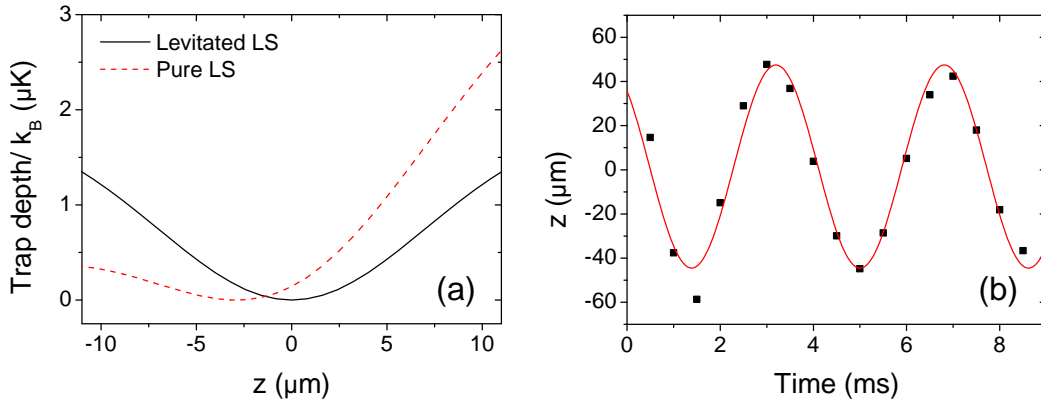 3
2
1
0
Trap depth/ k_B (μK)
Levitated LS
Pure LS
(a)
-10 -5 0 5 10
z (μm)
60
40
20
0
-20
-40
-60
z (μm)
(b)
0 2 4 6 8
Time (ms)